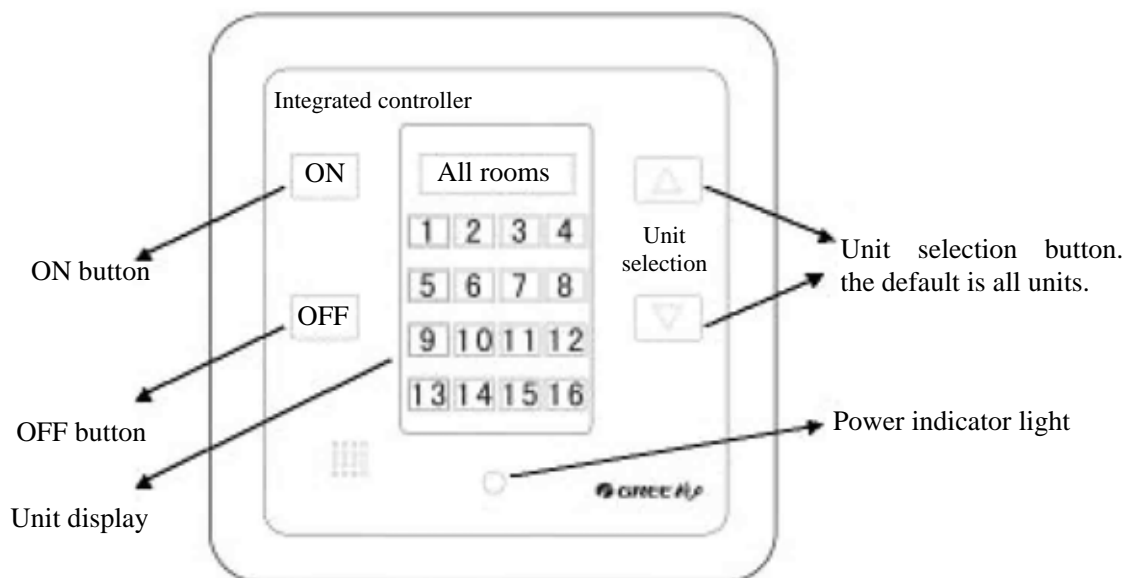 Integrated controller
ON
All rooms
1 2 3 4
Unit
selection
Unit selection button.
the default is all units.
ON button
5 6 7 8
OFF
9 10 11 12
13 14 15 16
OFF button
Power indicator light
GREE
Unit display